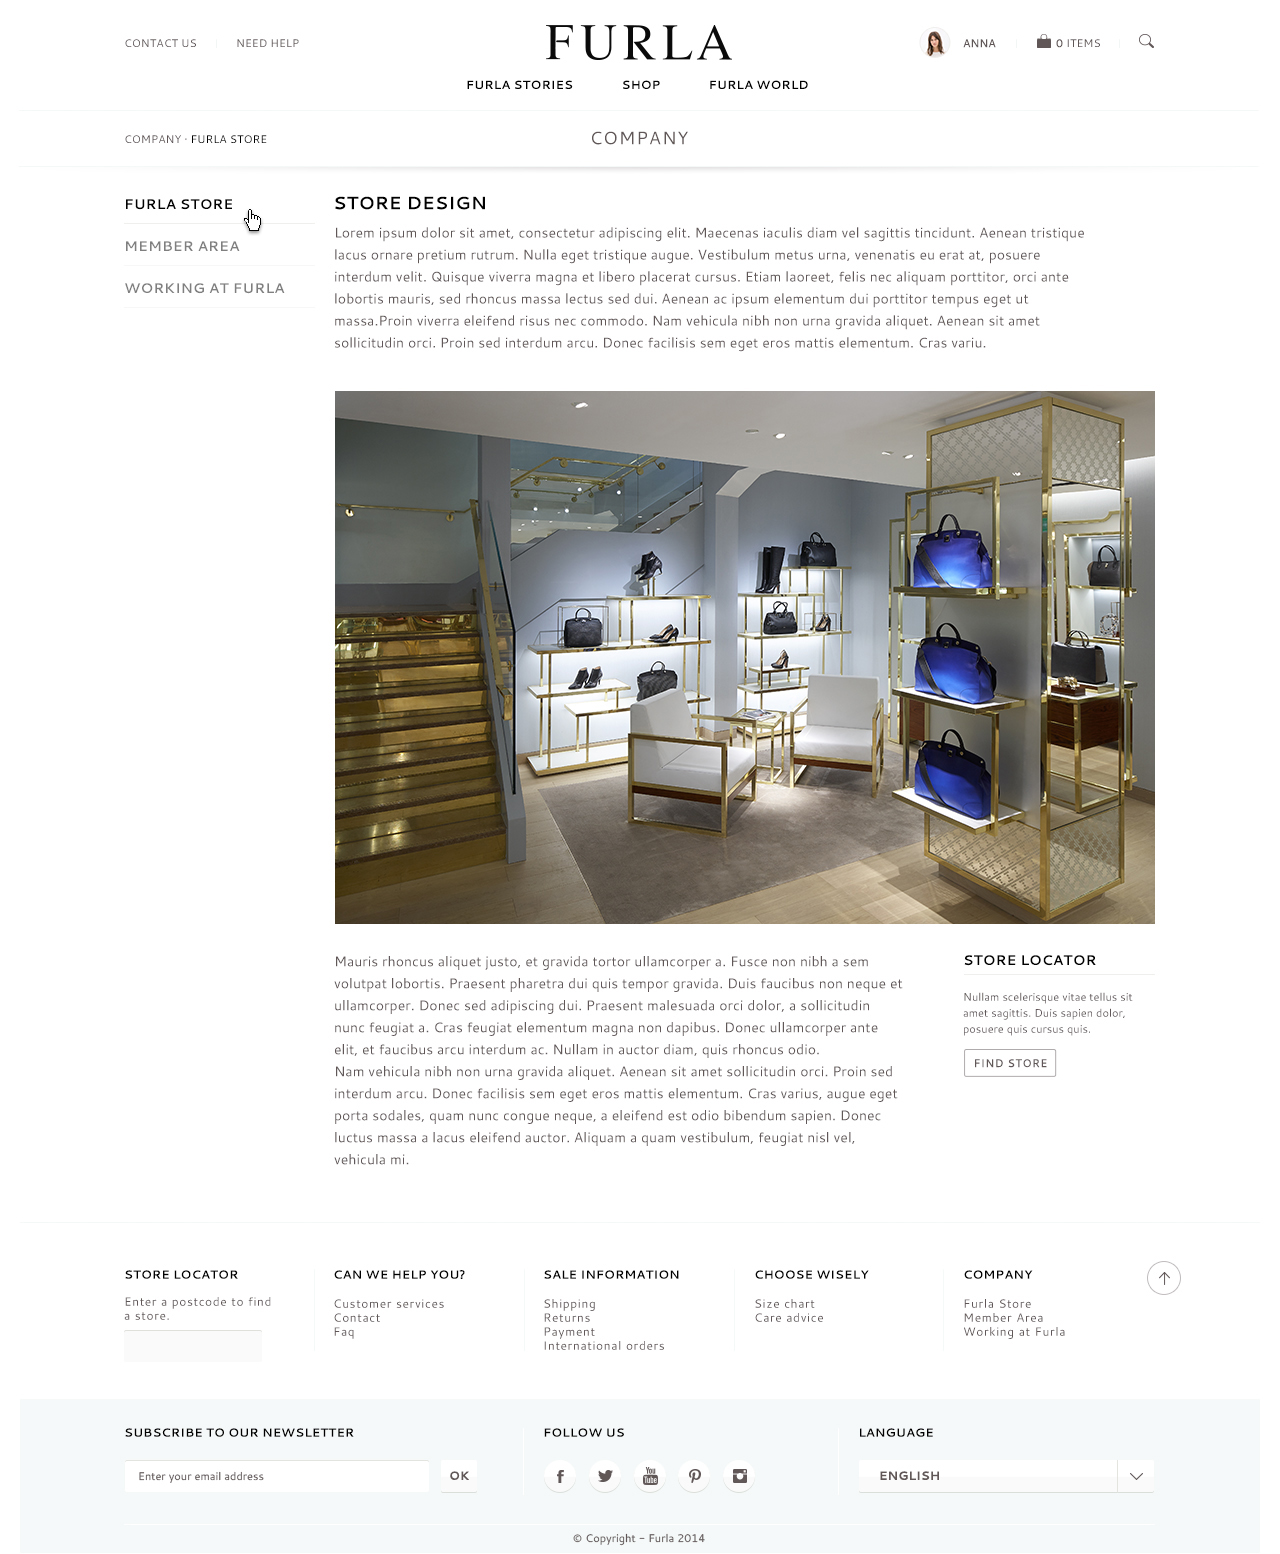 CONTACT US
NEED HELP
FURLA
ANNA
0 ITEMS
FURLA STORIES
SHOP
FURLA WORLD
COMPANY · FURLA STORE
COMPANY
FURLA STORE
MEMBER AREA
WORKING AT FURLA
STORE DESIGN
Lorem ipsum dolor sit amet, consectetur adipiscing elit. Maecenas iaculis diam vel sagittis tincidunt. Aenean tristique
lacus ornare pretium rutrum. Nulla eget tristique augue. Vestibulum metus urna, venenatis eu erat at, posuere
interdum velit. Quisque viverra magna et libero placerat cursus. Etiam laoreet, felis nec aliquam porttitor, orci ante
lobortis mauris, sed rhoncus massa lectus sed dui. Aenean ac ipsum elementum dui porttitor tempus eget ut
massa.Proin viverra eleifend risus nec commodo. Nam vehicula nibh non urna gravida aliquet. Aenean sit amet
sollicitudin orci. Proin sed interdum arcu. Donec facilisis sem eget eros mattis elementum. Cras variu.
Mauris rhoncus aliquet justo, et gravida tortor ullamcorper a. Fusce non nibh a sem
volutpat lobortis. Praesent pharetra dui quis tempor gravida. Duis faucibus non neque et
ullamcorper. Donec sed adipiscing dui. Praesent malesuada orci dolor, a sollicitudin
nunc feugiat a. Cras feugiat elementum magna non dapibus. Donec ullamcorper ante
elit, et faucibus arcu interdum ac. Nullam in auctor diam, quis rhoncus odio.
Nam vehicula nibh non urna gravida aliquet. Aenean sit amet sollicitudin orci. Proin sed
interdum arcu. Donec facilisis sem eget eros mattis elementum. Cras varius, augue eget
porta sodales, quam nunc congue neque, a eleifend est odio bibendum sapien. Donec
luctus massa a lacus eleifend auctor. Aliquam a quam vestibulum, feugiat nisl vel,
vehicula mi.
STORE LOCATOR
Nullam scelerisque vitae tellus sit
amet sagittis. Duis sapien dolor,
posuere quis cursus quis.
FIND STORE
STORE LOCATOR
Enter a postcode to find
a store.
CAN WE HELP YOU?
Customer services
Contact
Faq
SALE INFORMATION
Shipping
Returns
Payment
International orders
CHOOSE WISELY
Size chart
Care advice
COMPANY
Furla Store
Member Area
Working at Furla
SUBSCRIBE TO OUR NEWSLETTER
Enter your email address
OK
FOLLOW US
You
Tube
LANGUAGE
ENGLISH
© Copyright - Furla 2014